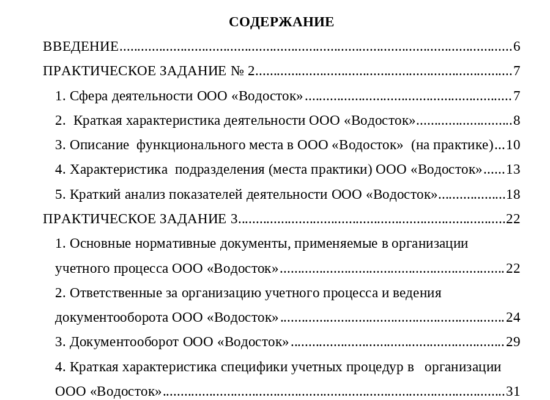 СОДЕРЖАНИЕ
ВВЕДЕНИЕ....................................................................................................6
ПРАКТИЧЕСКОЕ ЗАДАНИЕ № 2......................................................................7
1. Сфера деятельности ООО «Водосток»........................................................7
2. Краткая характеристика деятельности ООО «Водосток»..........................8
3. Описание функционального места в ООО «Водосток» (на практике)...10
4. Характеристика подразделения (места практики) ООО «Водосток»......13
5. Краткий анализ показателей деятельности ООО «Водосток»...................18
ПРАКТИЧЕСКОЕ ЗАДАНИЕ 3..........................................................................22
1. Основные нормативные документы, применяемые в организации
учетного процесса ООО «Водосток»..............................................................22
2. Ответственные за организацию учетного процесса и ведения
документооборота ООО «Водосток»..............................................................24
3. Документооборот ООО «Водосток»...........................................................29
4. Краткая характеристика специфики учетных процедур в организации
ООО «Водосток»..............................................................................................31